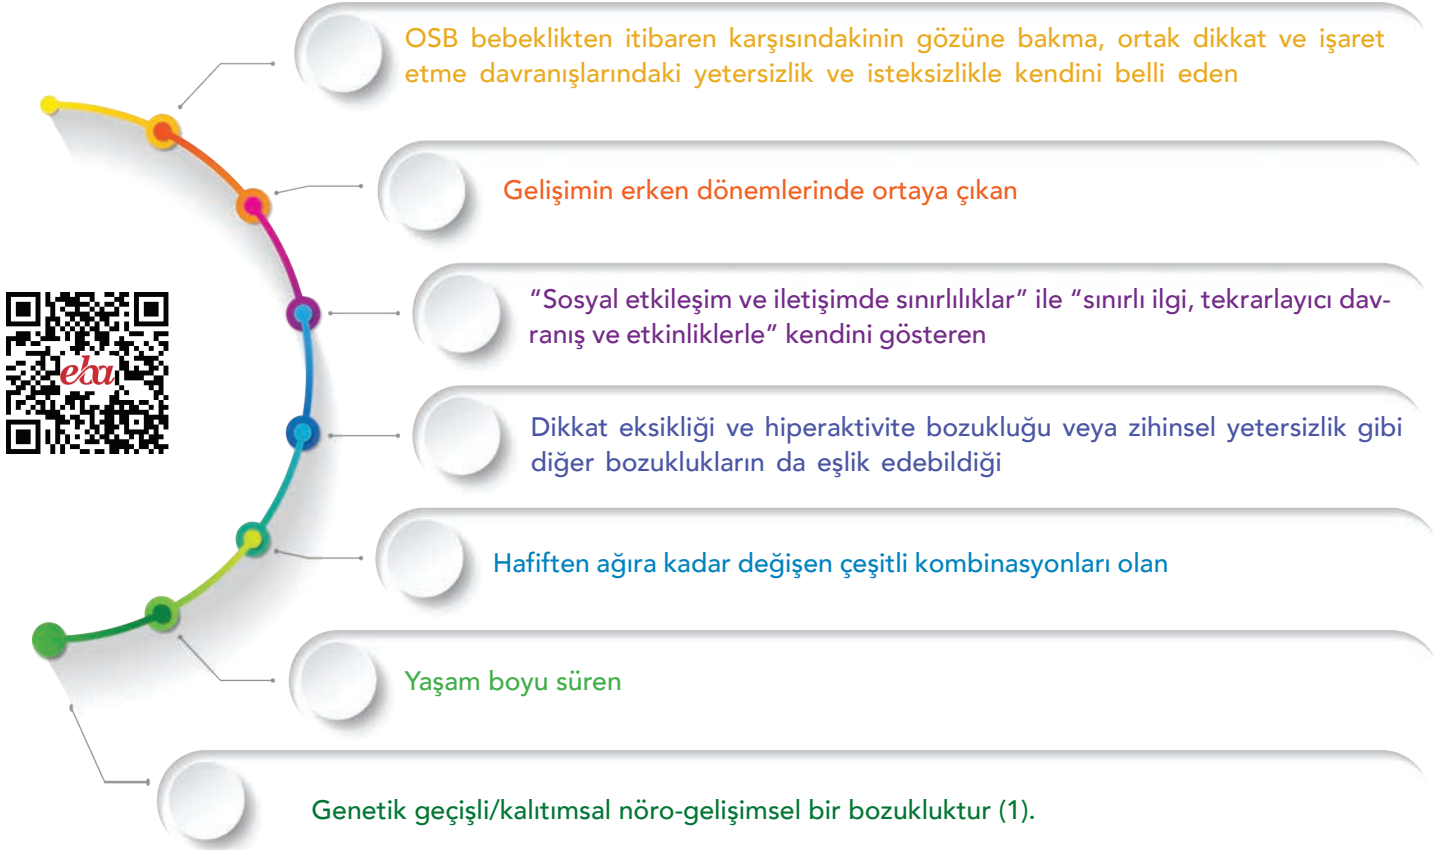 OSB bebeklikten itibaren karşısındakinin gözüne bakma, ortak dikkat ve işaret
etme davranışlarındaki yetersizlik ve isteksizlikle kendini belli eden
Gelişimin erken dönemlerinde ortaya çıkan
“Sosyal etkileşim ve iletişimde sınırlılıklar” ile “sınırlı ilgi, tekrarlayıcı dav-
ranış ve etkinliklerle” kendini gösteren
eba
Dikkat eksikliği ve hiperaktivite bozukluğu veya zihinsel yetersizlik gibi
diğer bozuklukların da eşlik edebildiği
Hafiften ağıra kadar değişen çeşitli kombinasyonları olan
Yaşam boyu süren
Genetik geçişli/kalıtımsal nöro-gelişimsel bir bozukluktur (1).